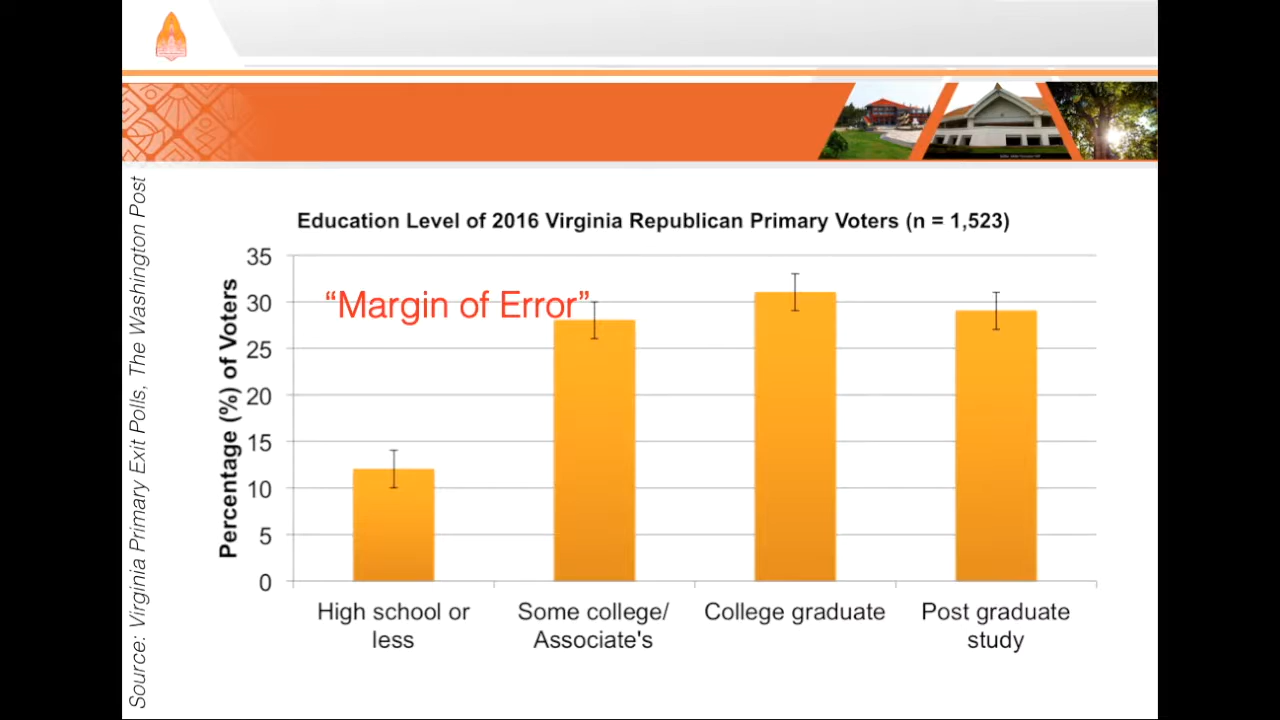 Education Level of 2016 Virginia Republican Primary Voters (n = 1,523)
“Margin of Error”
Percentage (%) of Voters
35
30
25
20
15
10
5
0
High school or
less
Some college/
Associate's
College graduate
Post graduate
study
Source: Virginia Primary Exit Polls, The Washington Post